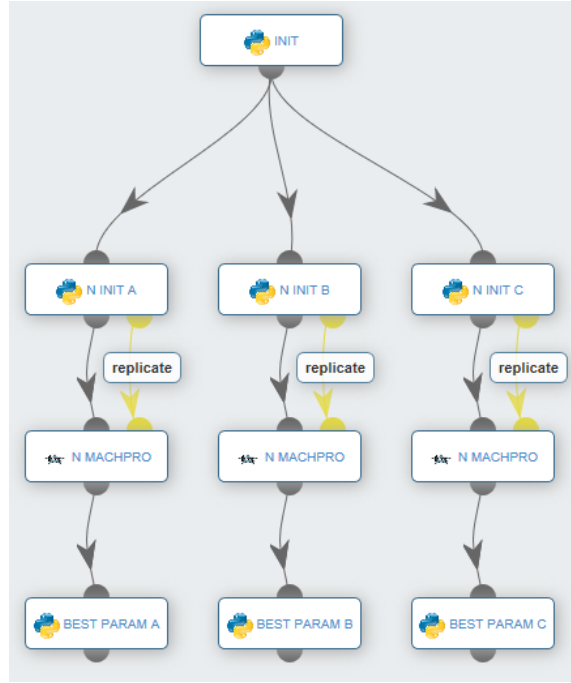 INIT
N INIT A
N INIT B
N INIT C
replicate
replicate
replicate
N MACHPRO
N MACHPRO
N MACHPRO
BEST PARAM A
BEST PARAM B
BEST PARAM C